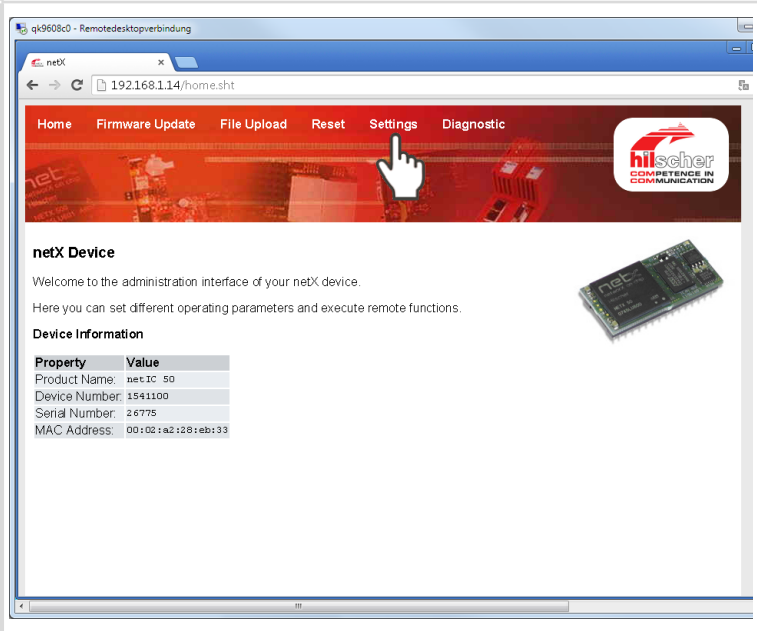 qk9608c0 - Remotedesktopverbindung
netX
192.168.1.14/home.sht
Home Firmware Update File Upload Reset Settings Diagnostic
hilscher
COMPETENCE IN
COMMUNICATION
netX Device
Welcome to the administration interface of your netX device.
Here you can set different operating parameters and execute remote functions.
Device Information
Property Value
Product Name: netIC 50
Device Number: 1541100
Serial Number: 26775
MAC Address: 00:02:a2:28:eb:33